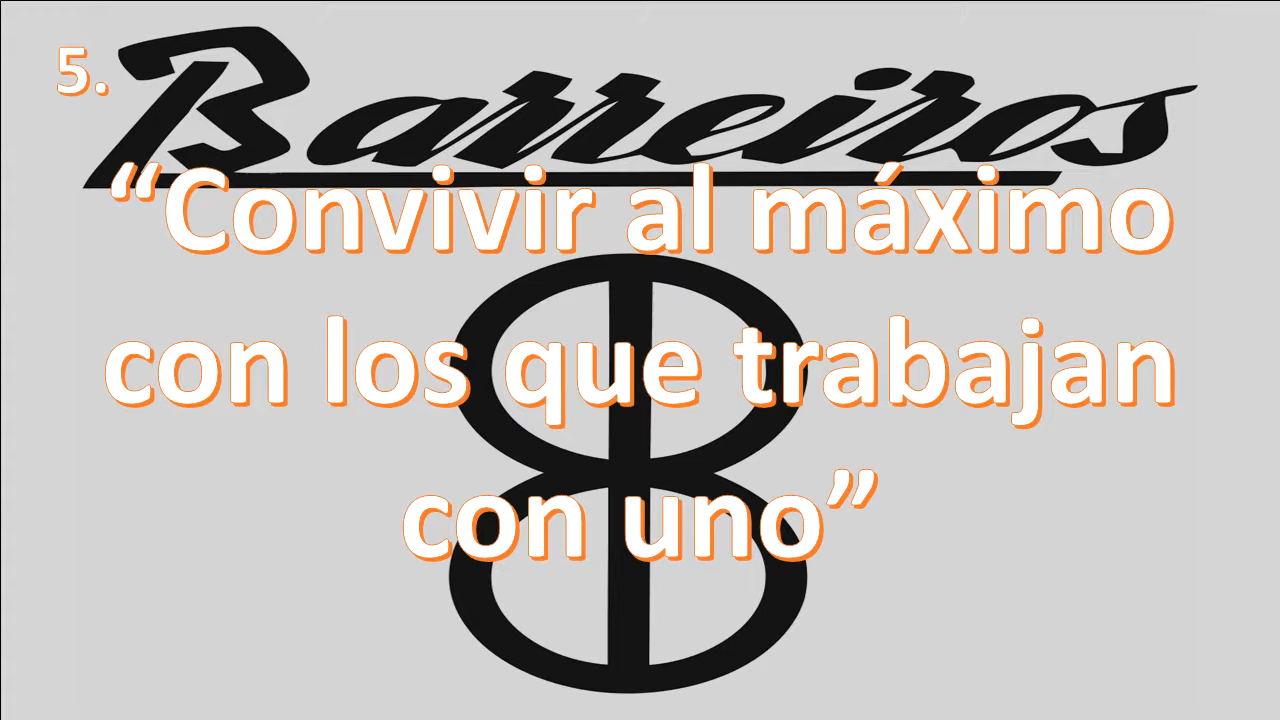 5.
Barreiros
“Convivir al máximo
con los que trabajan
con uno”